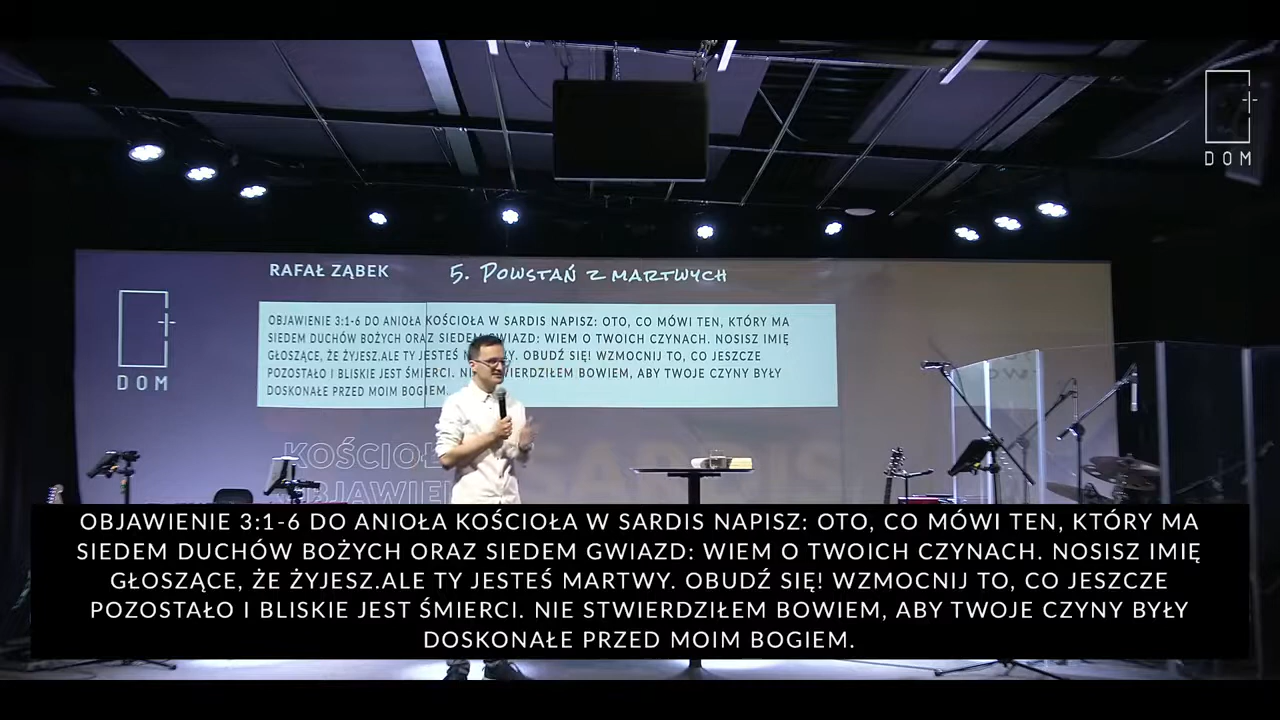 DOM
RAFAŁ ZĄBEK
5. Powstań z martwych
OBJAWIENIE 3:1-6 DO ANIOŁA KOŚCIOŁA W SARDIS NAPISZ: OTO, CO MÓWI TEN, KTÓRY MA
SIEDEM DUCHÓW BOŻYCH ORAZ SIEDEM GWIAZD: WIEM O TWOICH CZYNACH. NOSISZ IMIĘ
GŁOSZĄCE, ŻE ŻYJESZ.ALE TY JESTEŚ OBUDŹ SIĘ! WZMOCNIJ TO, CO JESZCZE
POZOSTAŁO I BLISKIE JEST ŚMIERCI. NIE STWIERDZIŁEM BOWIEM, ABY TWOJE CZYNY BYŁY
DOSKONAŁE PRZED MOIM BOGIEM.
DOM
KOŚCIOŁ
SARDIS
OBJAWIEN
OBJAWIENIE 3:1-6 DO ANIOŁA KOŚCIOŁA W SARDIS NAPISZ: OTO, CO MÓWI TEN, KTÓRY MA
SIEDEM DUCHÓW BOŻYCH ORAZ SIEDEM GWIAZD: WIEM O TWOICH CZYNACH. NOSISZ IMIĘ
GŁOSZĄCE, ŻE ŻYJESZ.ALE TY JESTEŚ MARTWY. OBUDŹ SIĘ! WZMOCNIJ TO, CO JESZCZE
POZOSTAŁO I BLISKIE JEST ŚMIERCI. NIE STWIERDZIŁEM BOWIEM, ABY TWOJE CZYNY BYŁY
DOSKONAŁE PRZED MOIM BOGIEM.